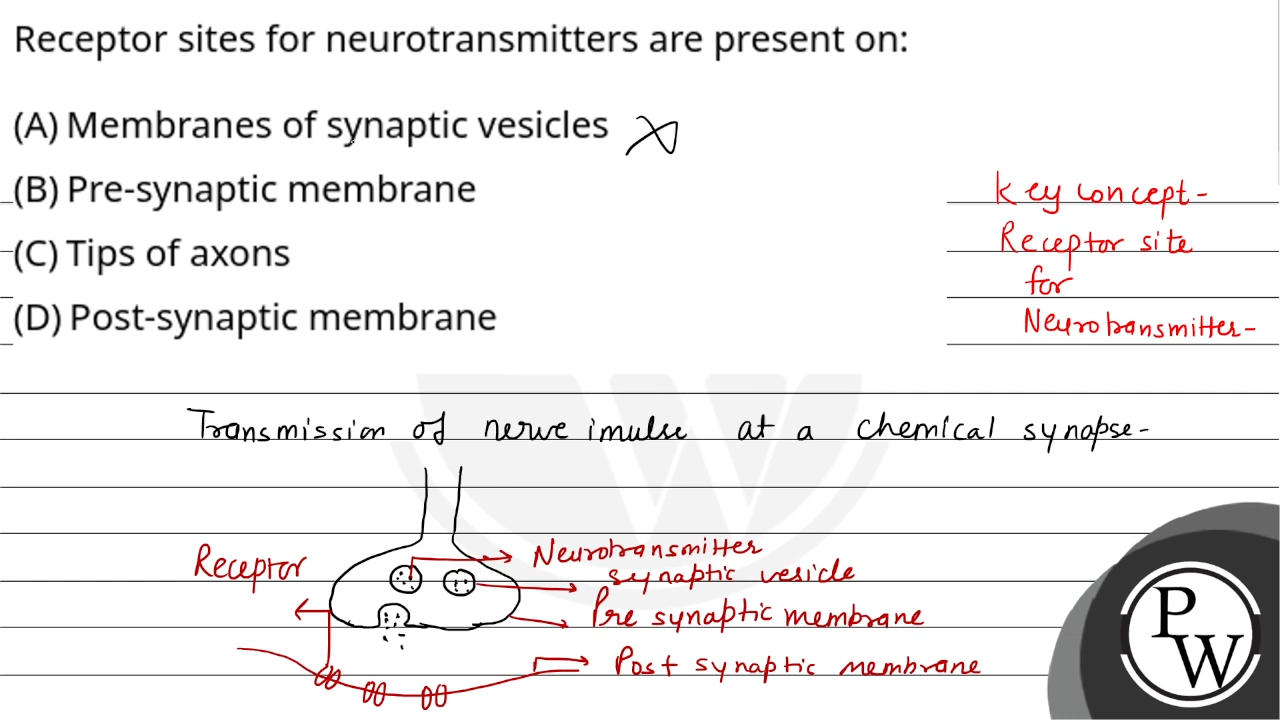 Receptor sites for neurotransmitters are present on:
(A) Membranes of synaptic vesicles
(B) Pre-synaptic membrane
(C) Tips of axons
(D) Post-synaptic membrane
Key concept-
Receptor site
for
Neurotransmitter-
Transmission of nerve imulse at a chemical synapse-
Receptor
Neurotransmitter
synaptic vesicle
Pre synaptic membrane
Post synaptic membrane
P
W